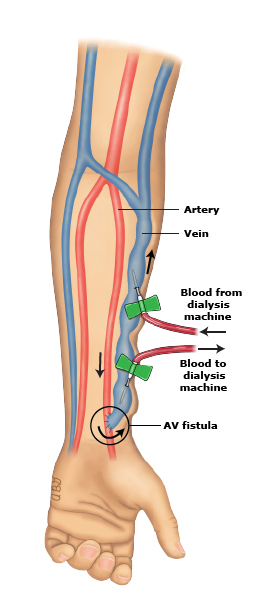 Artery
Vein
Blood from
dialysis
machine
Blood to
dialysis
machine
AV fistula